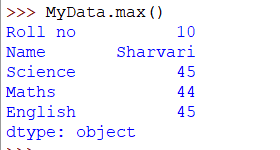 >>> MyData.max()
Roll no          10
Name       Sharvari
Science          45
Maths            44
English          45
dtype: object
>>>